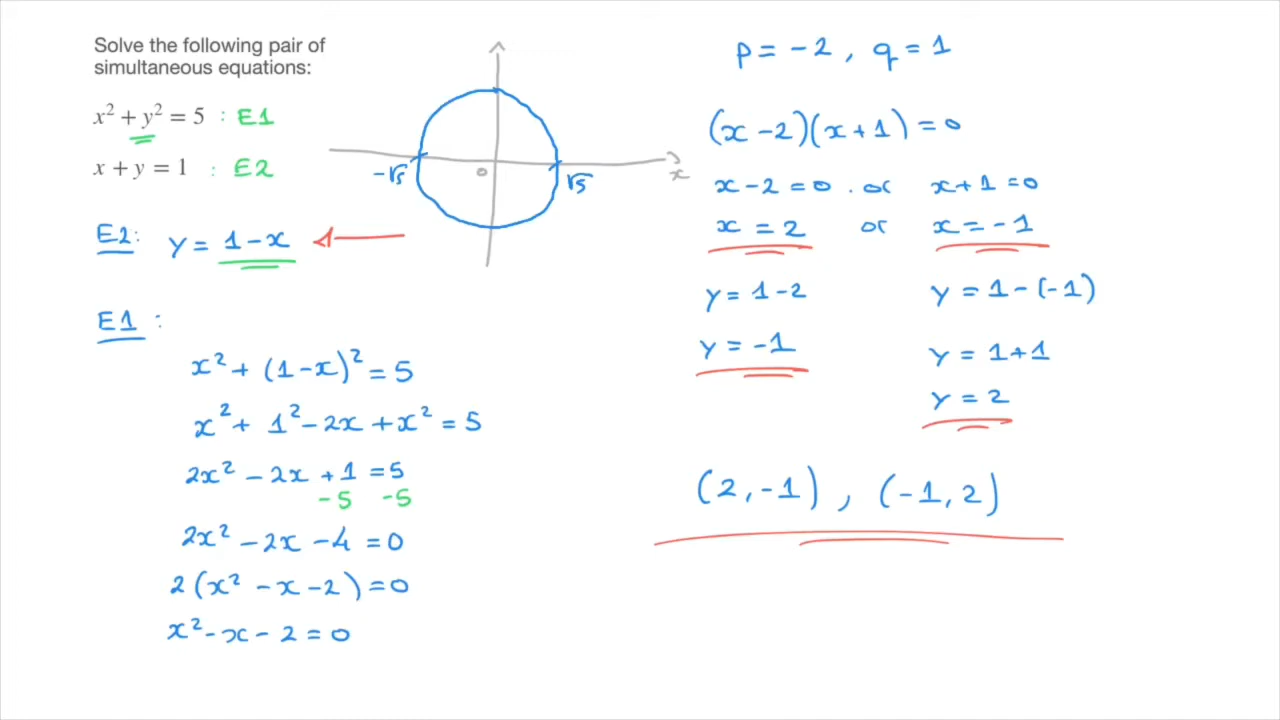 Solve the following pair of
simultaneous equations:
x² + y² = 5 : E1
x + y = 1 : E2
-√5
0
√5
x
E2: y = 1-x
E1 :
x² + (1-x)² = 5
x² + 1² - 2x + x² = 5
2x² - 2x + 1 = 5
-5 -5
2x² - 2x - 4 = 0
2(x² - x - 2) = 0
x² - x - 2 = 0
p = -2, q = 1
(x - 2)(x + 1) = 0
x - 2 = 0 or x + 1 = 0
x = 2 or x = -1
y = 1 - 2 y = 1 - (-1)
y = -1 y = 1 + 1
y = 2
(2, -1), (-1, 2)